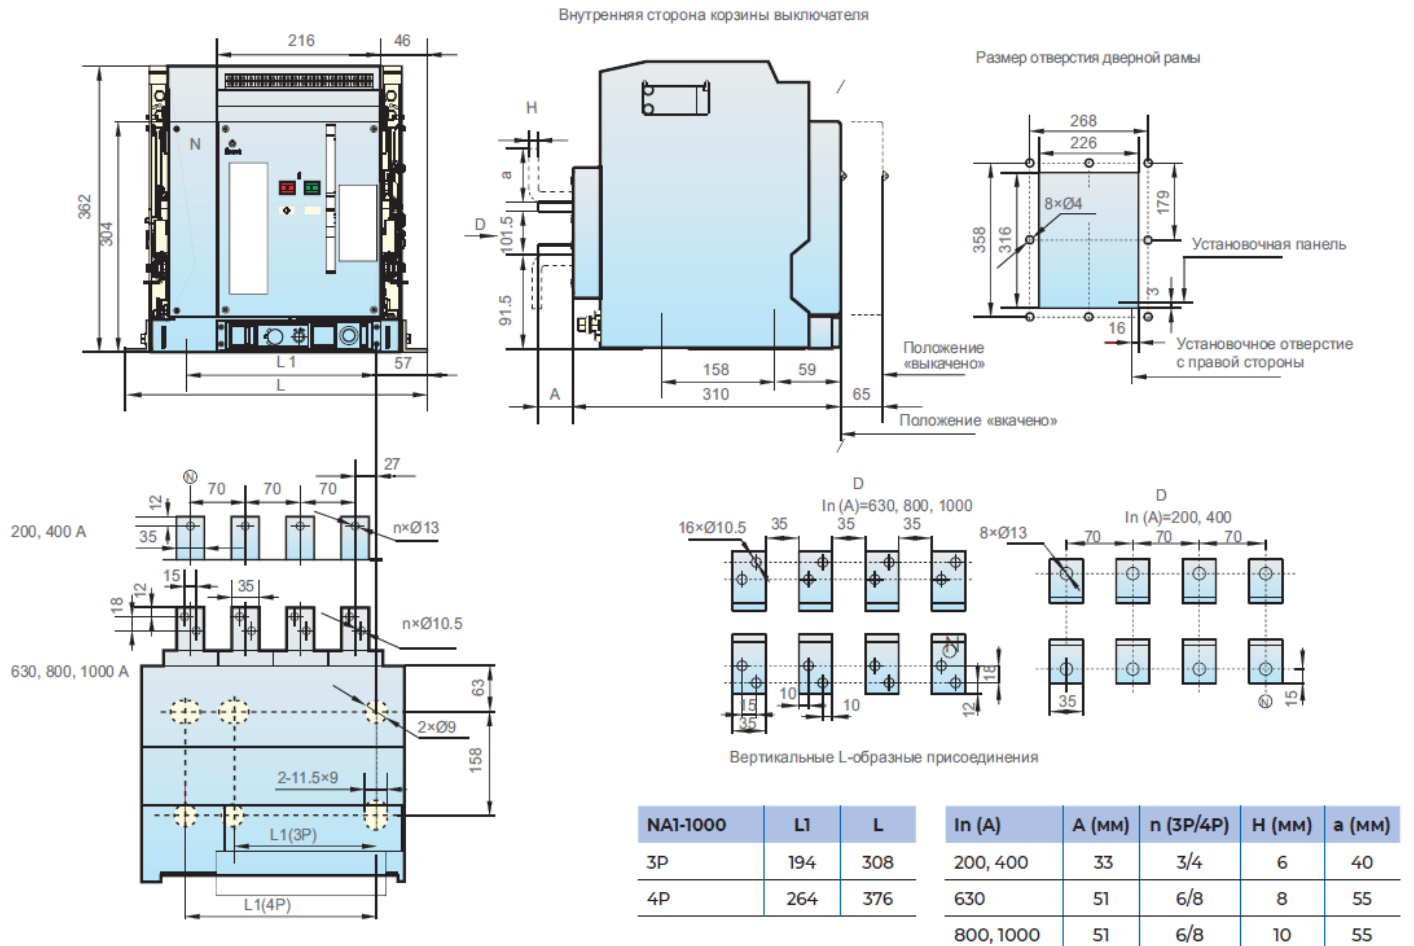 Внутренняя сторона корзины выключателя
216
46
N
362
304
L 1
57
L
H
a
D
101.5
91.5
158
59
A
310
65
Положение
«выкачено»
Положение «вкачено»
Размер отверстия дверной рамы
268
226
8×Ø4
358
316
179
Установочная панель
3
16
Установочное отверстие
с правой стороны
27
N
70
70
70
12
n×Ø13
200, 400 A
35
15
35
12
18
n×Ø10.5
630, 800, 1000 A
63
2×Ø9
158
2-11.5×9
L1(3P)
L1(4P)
D
In (A)=630, 800, 1000
16×Ø10.5
35
35
35
N
18
12
10
15
10
35
D
In (A)=200, 400
8×Ø13
70
70
70
35
N
15
Вертикальные L-образные присоединения
NA1-1000 L1 L
3P 194 308
4P 264 376
In (A) A (мм) n (3P/4P) H (мм) a (мм)
200, 400 33 3/4 6 40
630 51 6/8 8 55
800, 1000 51 6/8 10 55